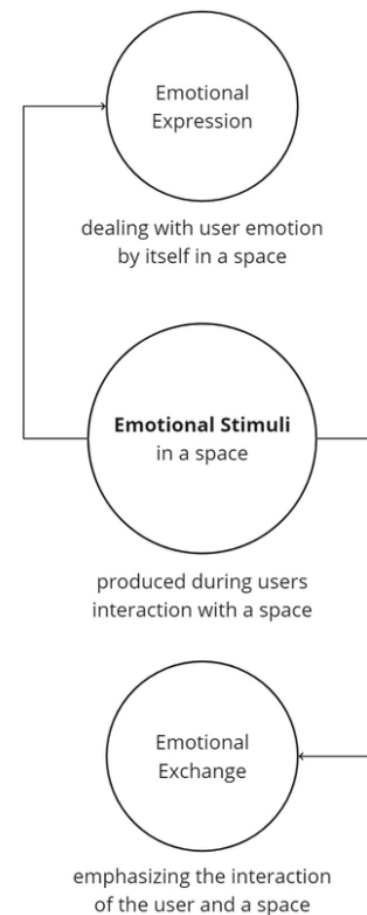 Emotional
Expression
dealing with user emotion
by itself in a space
Emotional Stimuli
in a space
produced during users
interaction with a space
Emotional
Exchange
emphasizing the interaction
of the user and a space